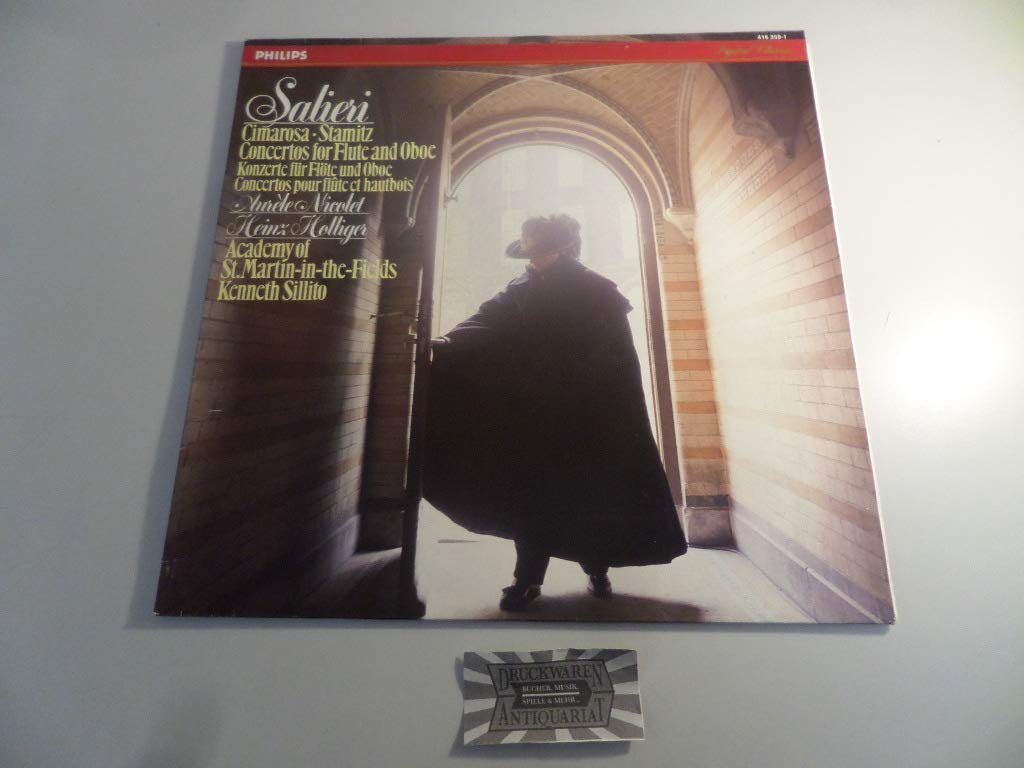 PHILIPS
416 359-1
Digital Classics
Salieri
Cimarosa · Stamitz
Concertos for Flute and Oboe
Konzerte für Flöte und Oboe
Concertos pour flûte et hautbois
Aurèle Nicolet
Heinz Holliger
Academy of
St. Martin-in-the-Fields
Kenneth Sillito
DRUCKWAREN
BÜCHER, MUSIK,
SPIELE & MEHR...
ANTIQUARIAT